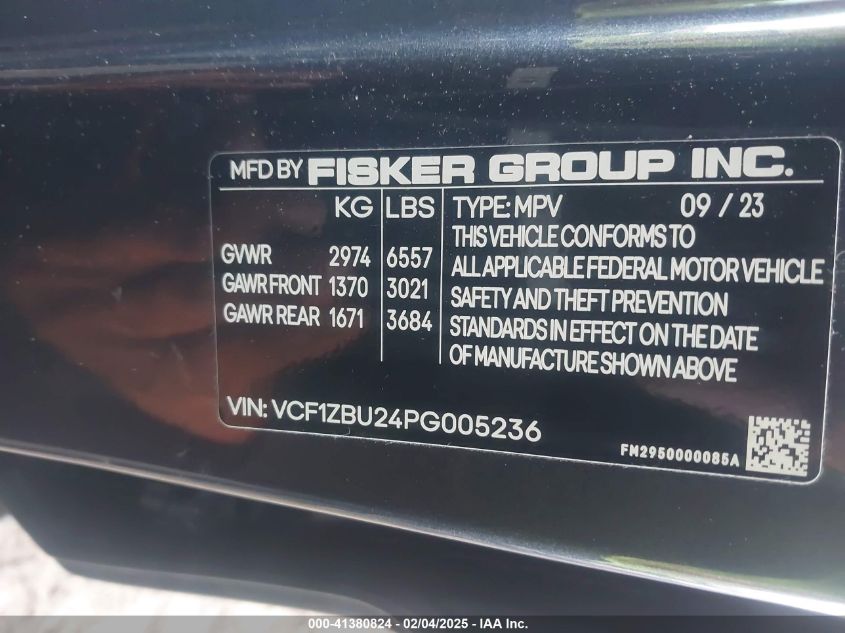 MFD BY FISKER GROUP INC.
KG LBS TYPE: MPV 09 / 23
THIS VEHICLE CONFORMS TO
GVWR 2974 6557 ALL APPLICABLE FEDERAL MOTOR VEHICLE
GAWR FRONT 1370 3021 SAFETY AND THEFT PREVENTION
GAWR REAR 1671 3684 STANDARDS IN EFFECT ON THE DATE
OF MANUFACTURE SHOWN ABOVE
VIN: VCF1ZBU24PG005236
FM2950000085A
000-41380824 - 02/04/2025 - IAA Inc.